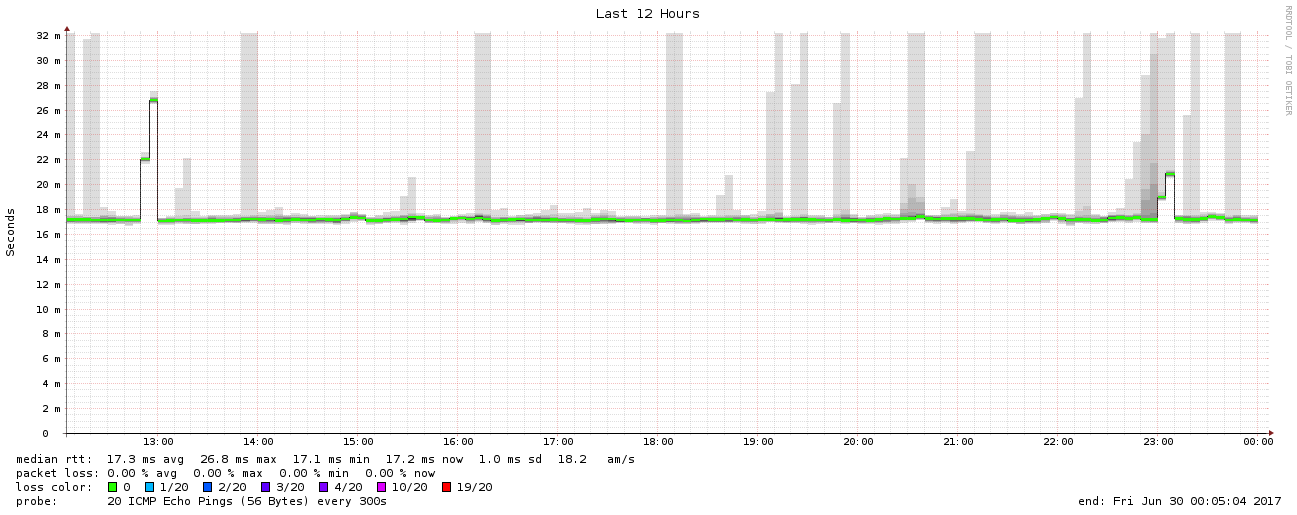 Last 12 Hours
RRDTOOL / TOBI OETIKER
Seconds
32 m
30 m
28 m
26 m
24 m
22 m
20 m
18 m
16 m
14 m
12 m
10 m
8 m
6 m
4 m
2 m
0
13:00 14:00 15:00 16:00 17:00 18:00 19:00 20:00 21:00 22:00 23:00 00:00
median rtt: 17.3 ms avg 26.8 ms max 17.1 ms min 17.2 ms now 1.0 ms sd 18.2 am/s
packet loss: 0.00 % avg 0.00 % max 0.00 % min 0.00 % now
loss color: 0 1/20 2/20 3/20 4/20 10/20 19/20
probe: 20 ICMP Echo Pings (56 Bytes) every 300s end: Fri Jun 30 00:05:04 2017